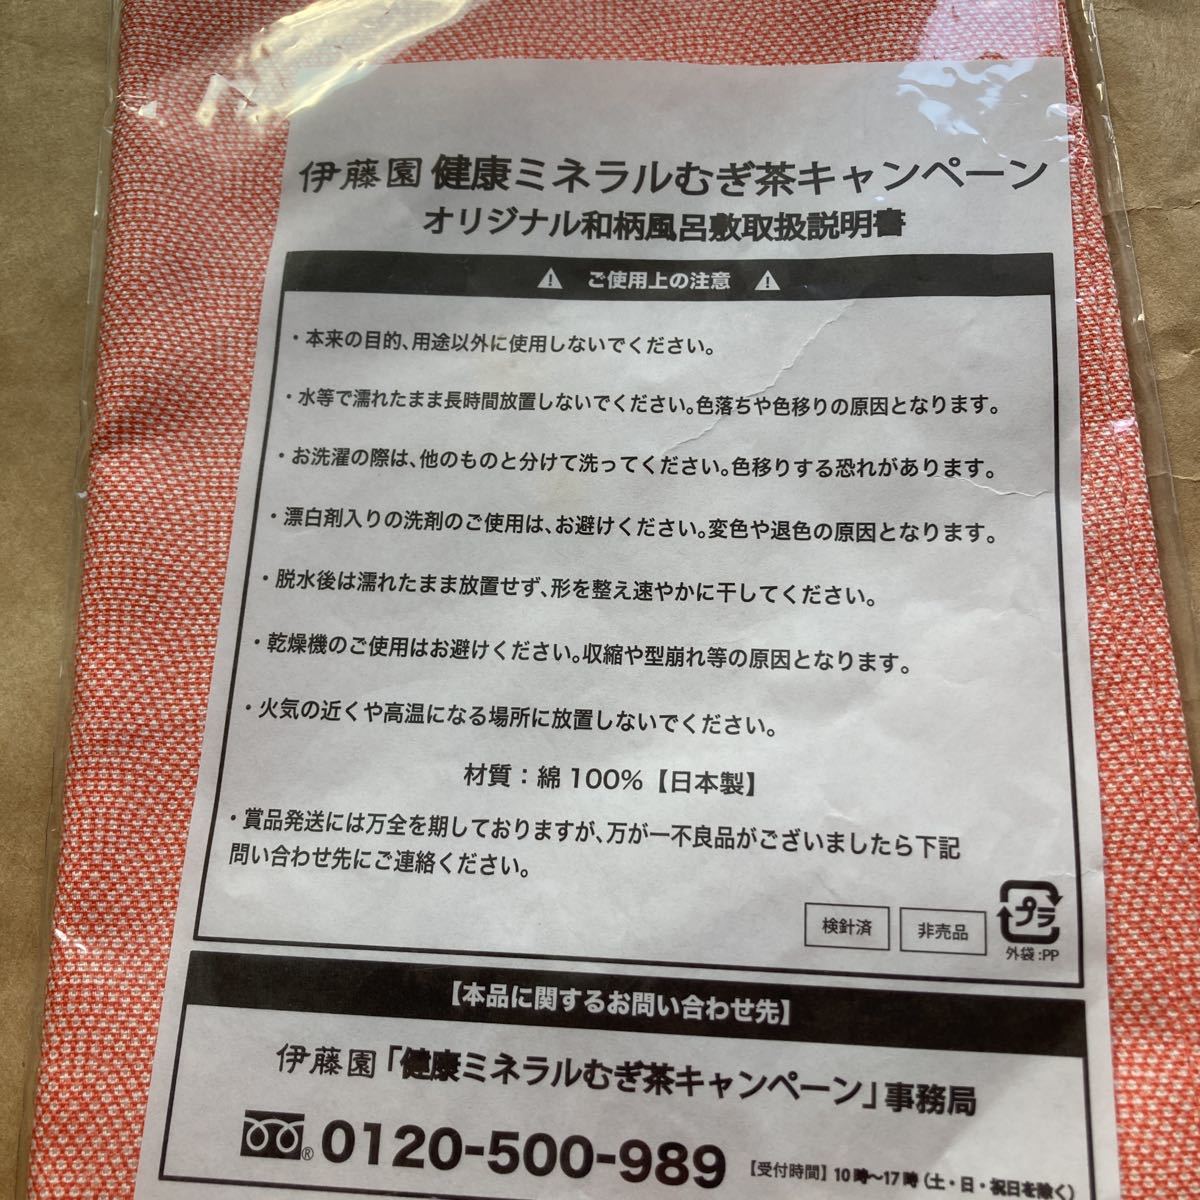 伊藤園 健康ミネラルむぎ茶キャンペーン
オリジナル和柄風呂敷取扱説明書
ご使用上の注意
・本来の目的、用途以外に使用しないでください。
・水等で濡れたまま長時間放置しないでください。色落ちや色移りの原因となります。
・お洗濯の際は、他のものと分けて洗ってください。色移りする恐れがあります。
・漂白剤入りの洗剤のご使用は、お避けください。変色や退色の原因となります。
・脱水後は濡れたまま放置せず、形を整え速やかに干してください。
・乾燥機のご使用はお避けください。収縮や型崩れ等の原因となります。
・火気の近くや高温になる場所に放置しないでください。
材質：綿 100%【日本製】
・賞品発送には万全を期しておりますが、万が一不良品がございましたら下記
問い合わせ先にご連絡ください。
検針済 非売品 プラ
外袋:PP
【本品に関するお問い合わせ先】
伊藤園「健康ミネラルむぎ茶キャンペーン」事務局
® 0120-500-989 【受付時間】10時～17時（土・日・祝日を除く）